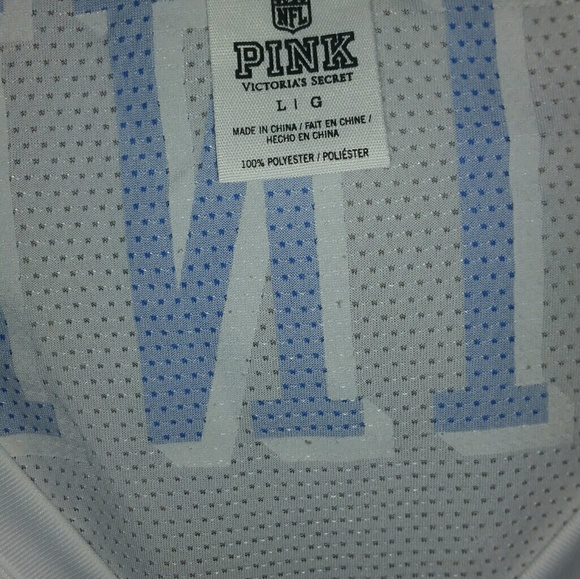 NFL
PINK
VICTORIA'S SECRET
L | G
MADE IN CHINA / FAIT EN CHINE /
HECHO EN CHINA
100% POLYESTER / POLIÉSTER